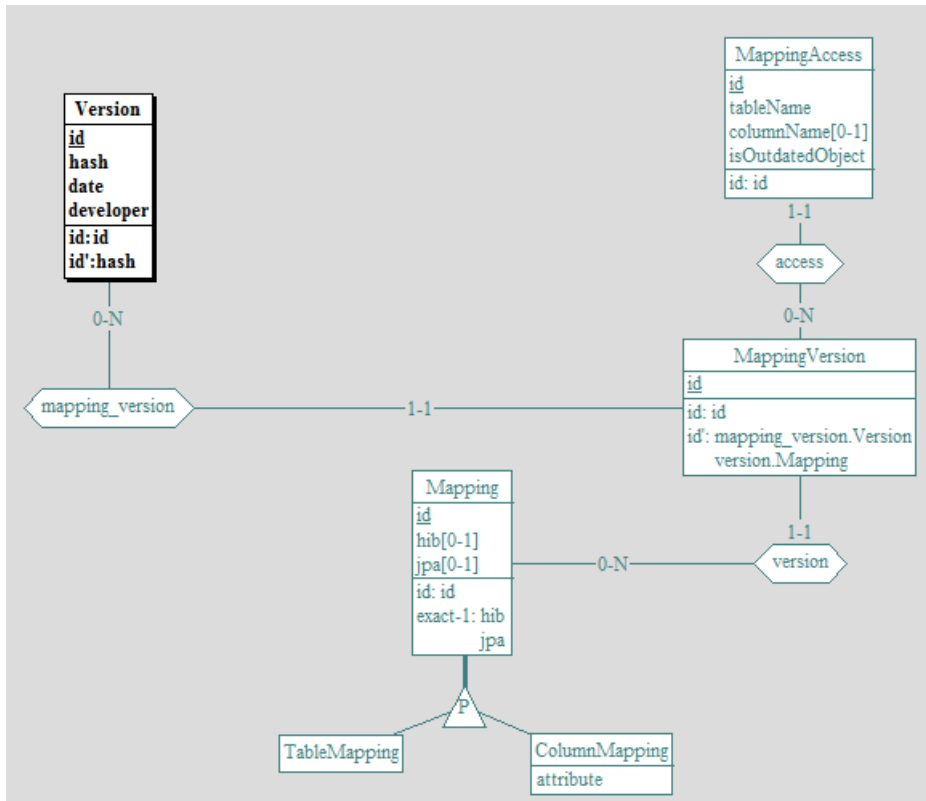 MappingAccess
id
tableName
columnName[0-1]
isOutdatedObject
id: id
Version
id
hash
date
developer
id: id
id':hash
1-1
access
0-N
0-N
MappingVersion
id
id: id
id': mapping_version.Version
version.Mapping
mapping_version
1-1
Mapping
id
hib[0-1]
jpa[0-1]
id: id
exact-1: hib
jpa
0-N
1-1
version
P
TableMapping
ColumnMapping
attribute